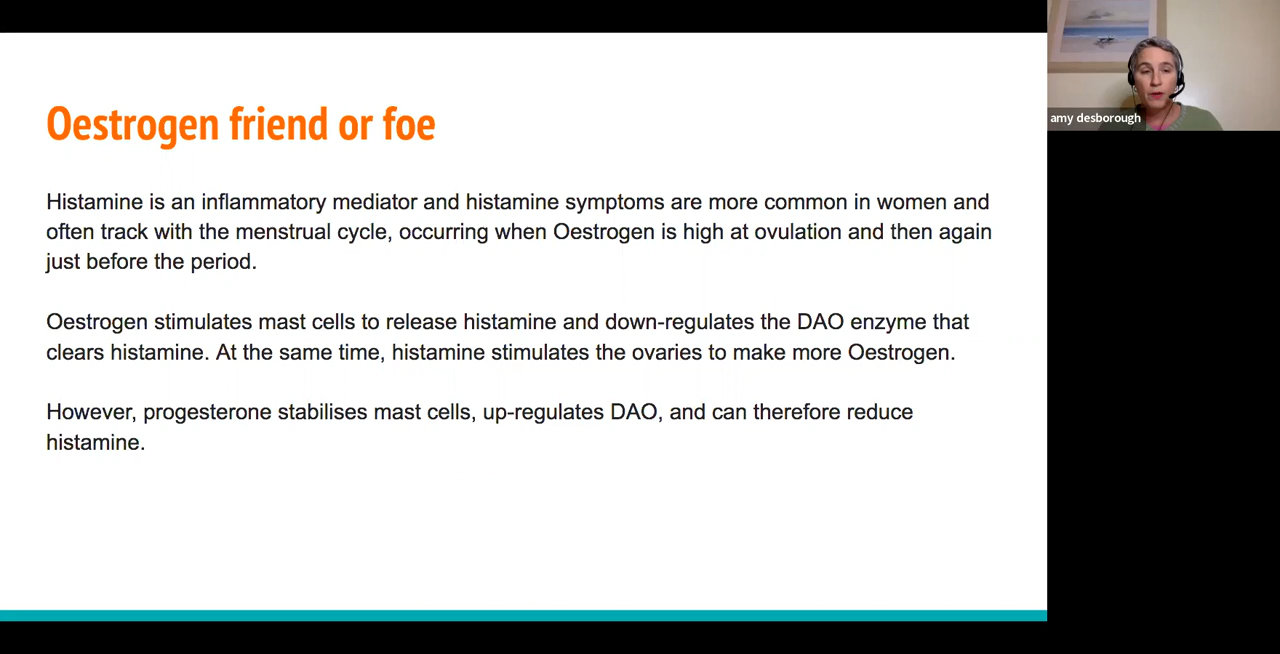 Oestrogen friend or foe
Histamine is an inflammatory mediator and histamine symptoms are more common in women and
often track with the menstrual cycle, occurring when Oestrogen is high at ovulation and then again
just before the period.
Oestrogen stimulates mast cells to release histamine and down-regulates the DAO enzyme that
clears histamine. At the same time, histamine stimulates the ovaries to make more Oestrogen.
However, progesterone stabilises mast cells, up-regulates DAO, and can therefore reduce
histamine.
amy desborough